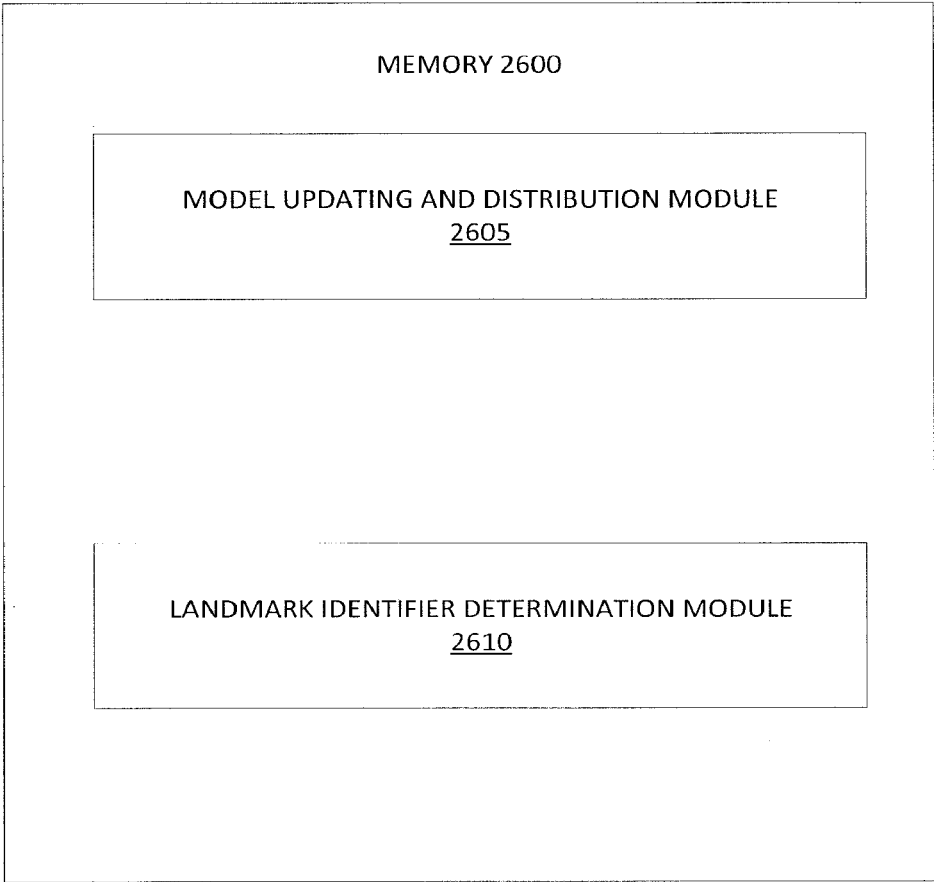 MEMORY 2600
MODEL UPDATING AND DISTRIBUTION MODULE
2605
LANDMARK IDENTIFIER DETERMINATION MODULE
2610